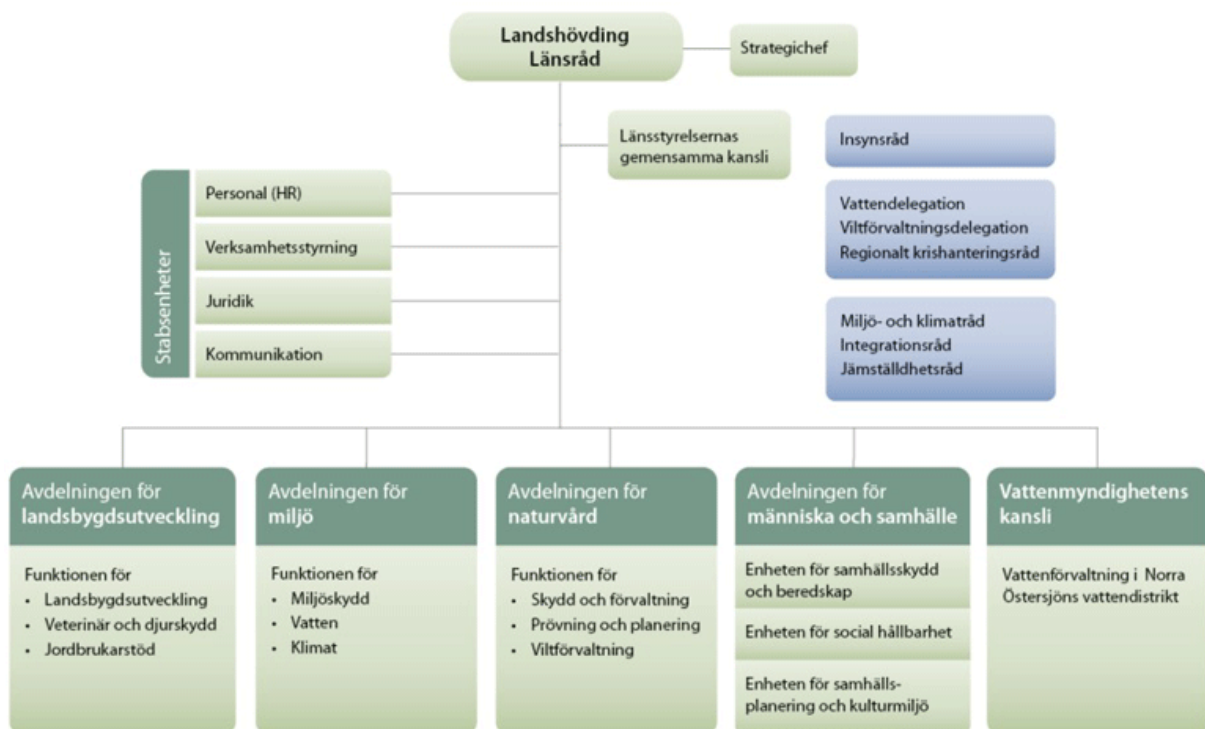 Landshövding
Länsråd
Strategichef
Länsstyrelsernas
gemensamma kansli
Insynsråd
Vattendelegation
Viltförvaltningsdelegation
Regionalt krishanteringsråd
Miljö- och klimatråd
Integrationsråd
Jämställdhetsråd
Stabsenheter
Personal (HR)
Verksamhetsstyrning
Juridik
Kommunikation
Avdelningen för
landsbygdsutveckling
Funktionen för
• Landsbygdsutveckling
• Veterinär och djurskydd
• Jordbrukarstöd
Avdelningen för
miljö
Funktionen för
• Miljöskydd
• Vatten
• Klimat
Avdelningen för
naturvård
Funktionen för
• Skydd och förvaltning
• Prövning och planering
• Viltförvaltning
Avdelningen för
människa och samhälle
Enheten för samhällsskydd
och beredskap
Enheten för social hållbarhet
Enheten för samhälls-
planering och kulturmiljö
Vattenmyndighetens
kansli
Vattenförvaltning i Norra
Östersjöns vattendistrikt